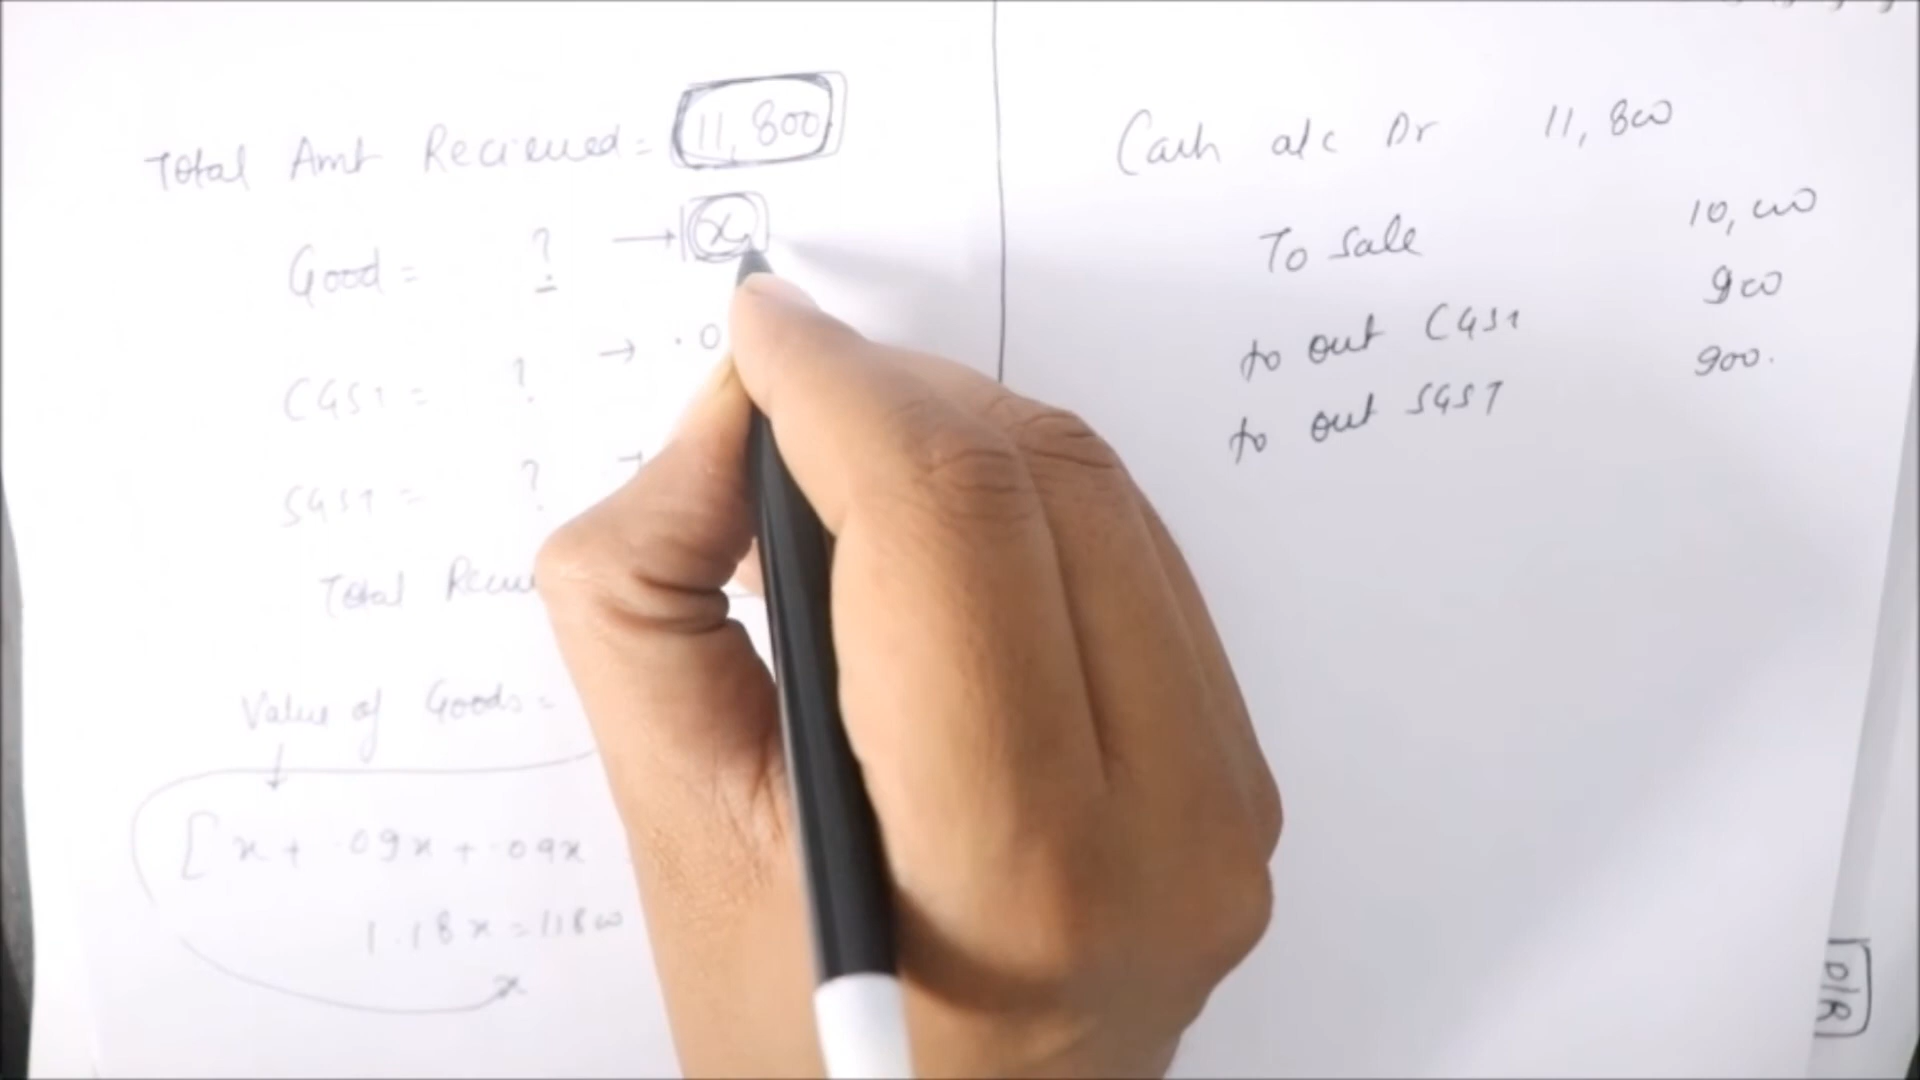 Total Amt Recieved = 11,800
Good = ? → x
CGST = ? → .0
SGST = ? →
Total
Value of Goods =
[ x + .09x + .09x
1.18x = 11800
x
Cash a/c Dr 11,800
To Sale 10,000
to out CGST 900
to out SGST 900.